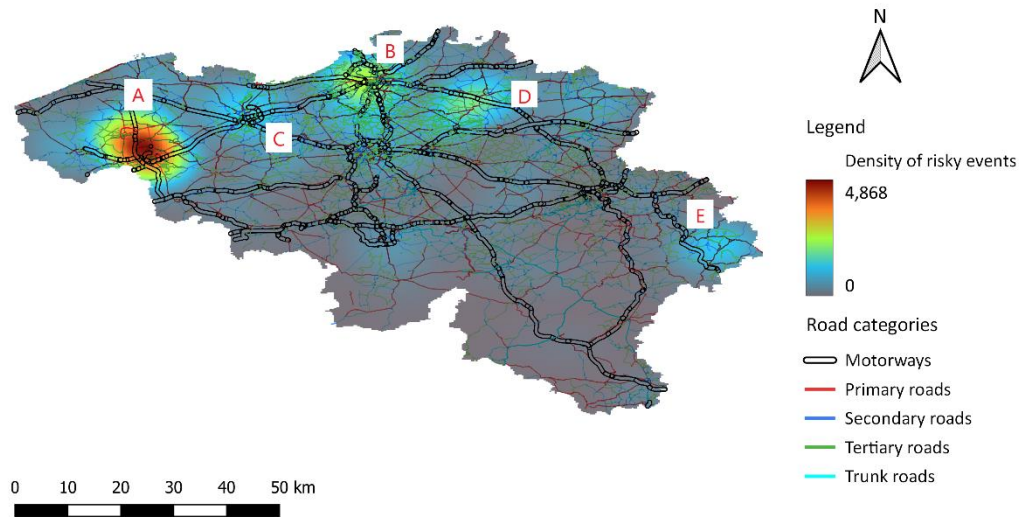 N
B
A
D
C
E
Legend
Density of risky events
4,868
0
Road categories
Motorways
Primary roads
Secondary roads
Tertiary roads
Trunk roads
0 10 20 30 40 50 km